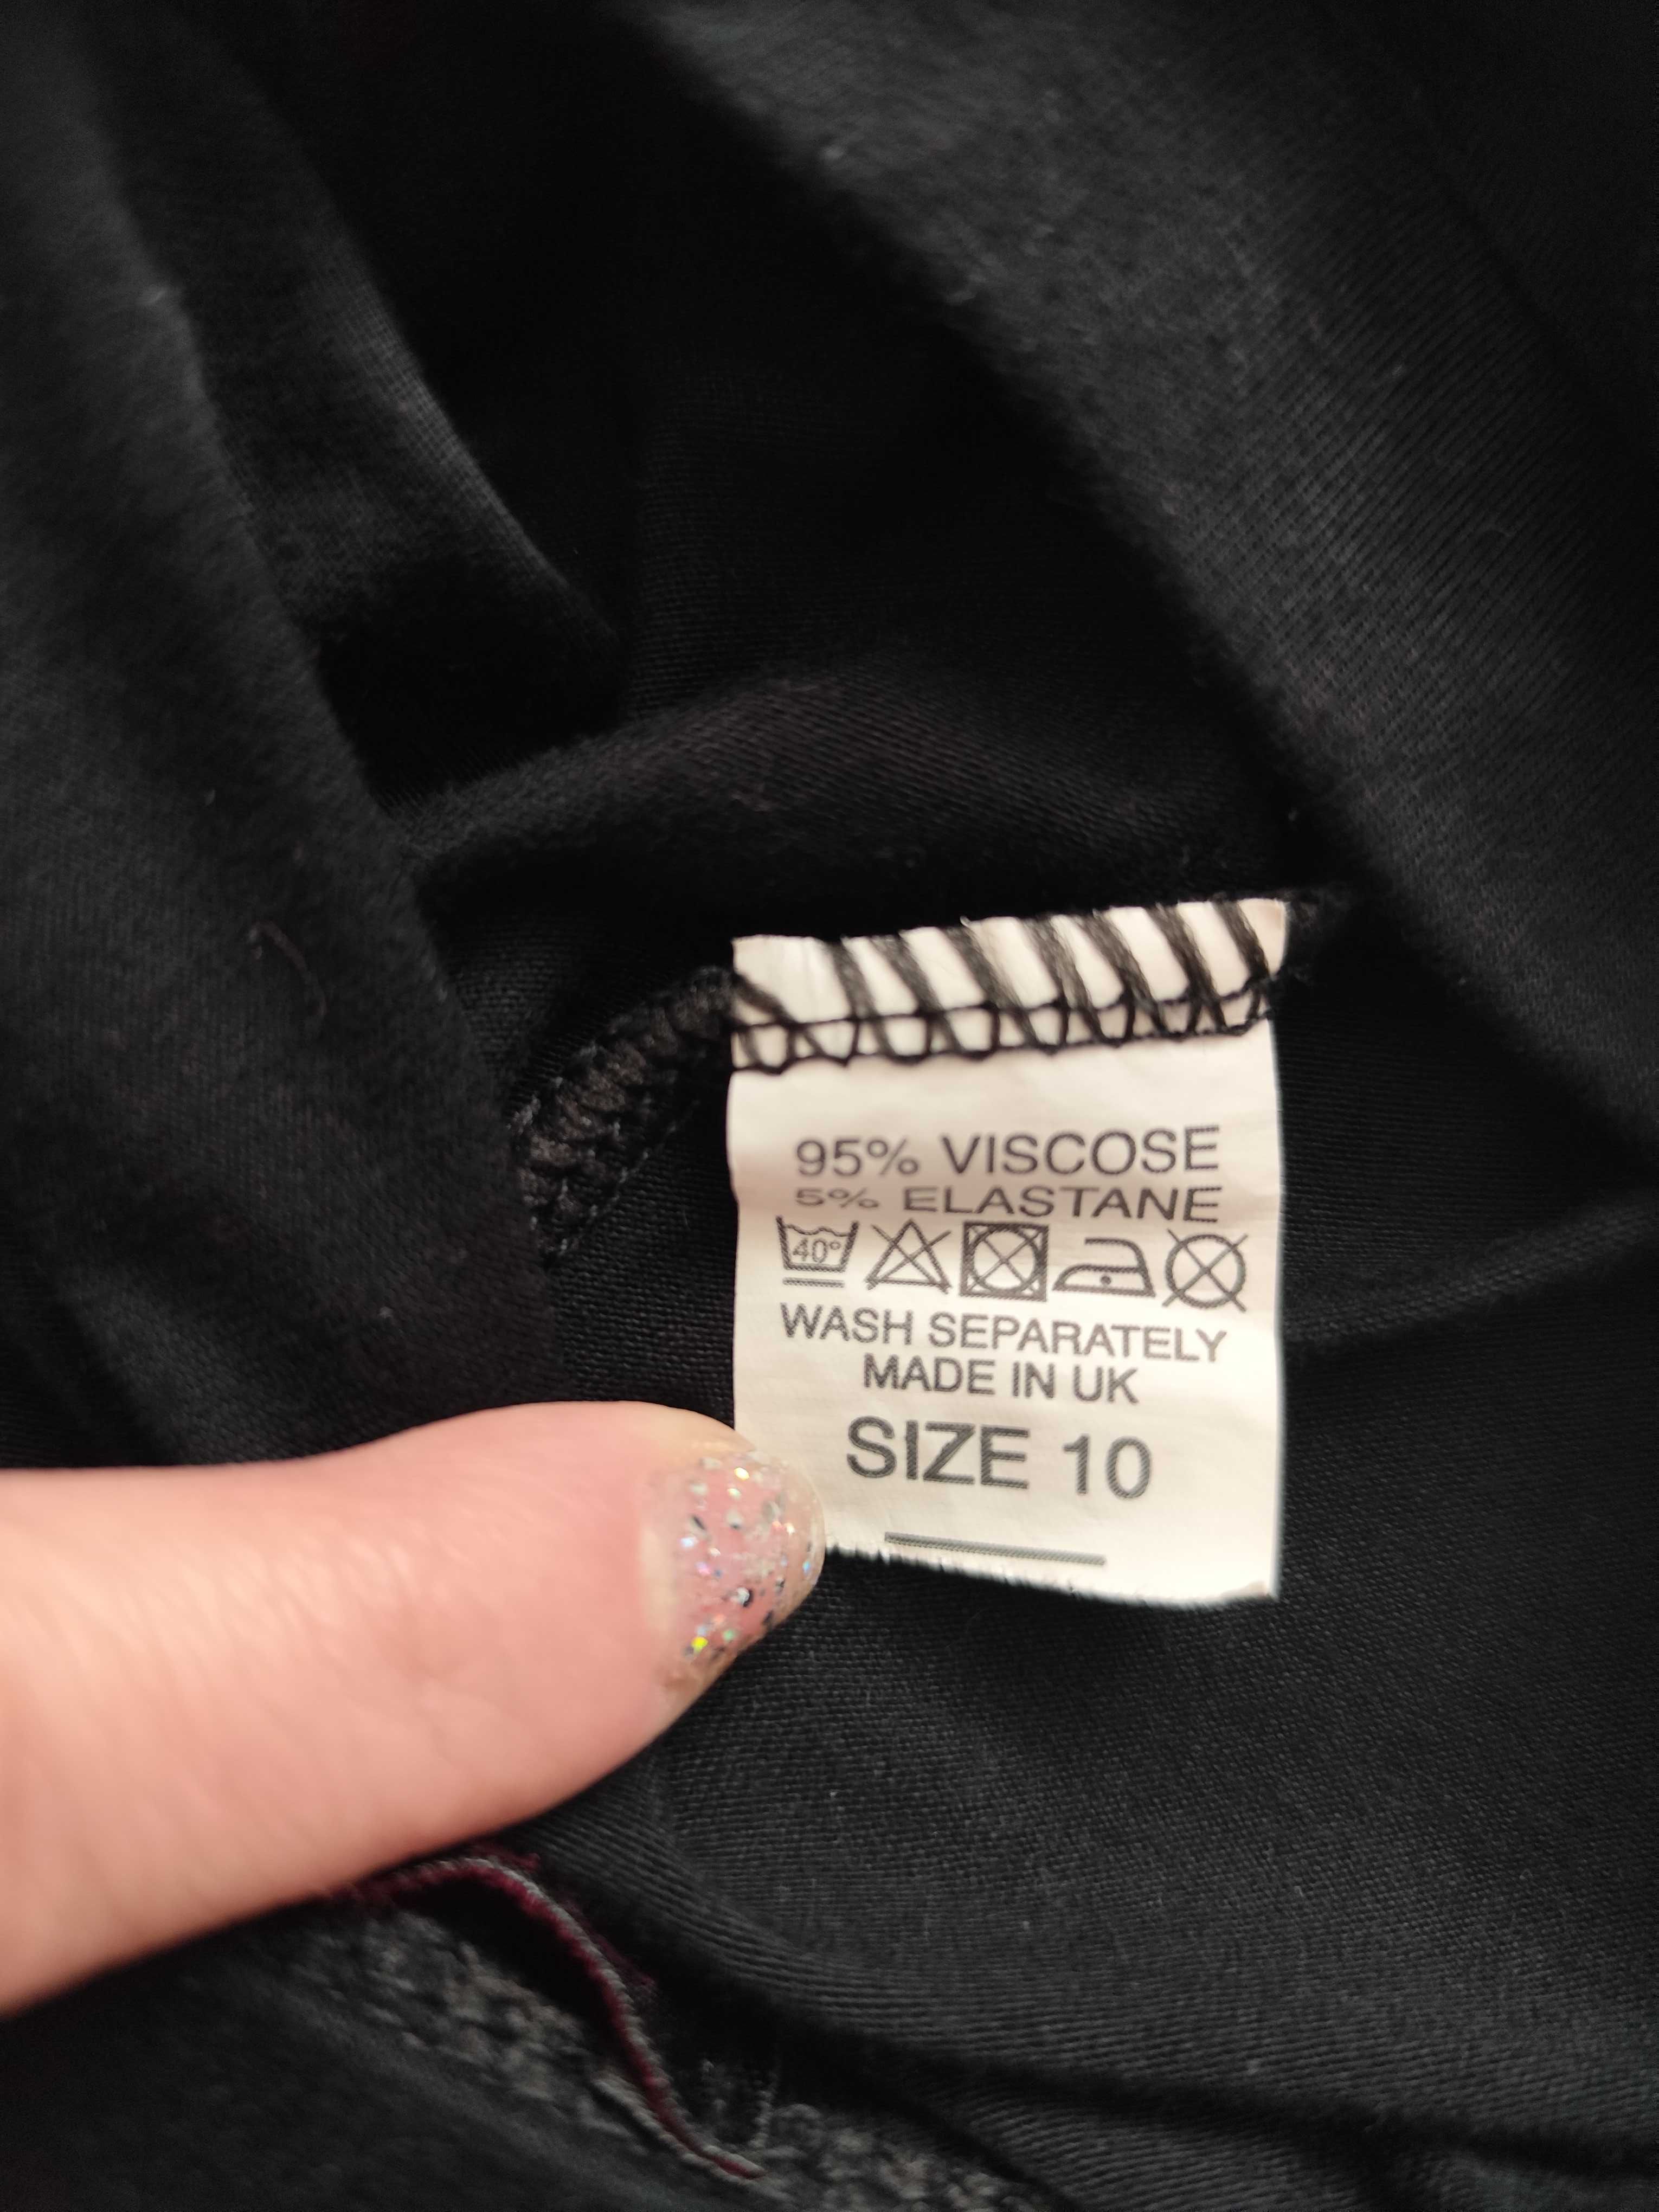 95% VISCOSE
5% ELASTANE
40°
WASH SEPARATELY
MADE IN UK
SIZE 10